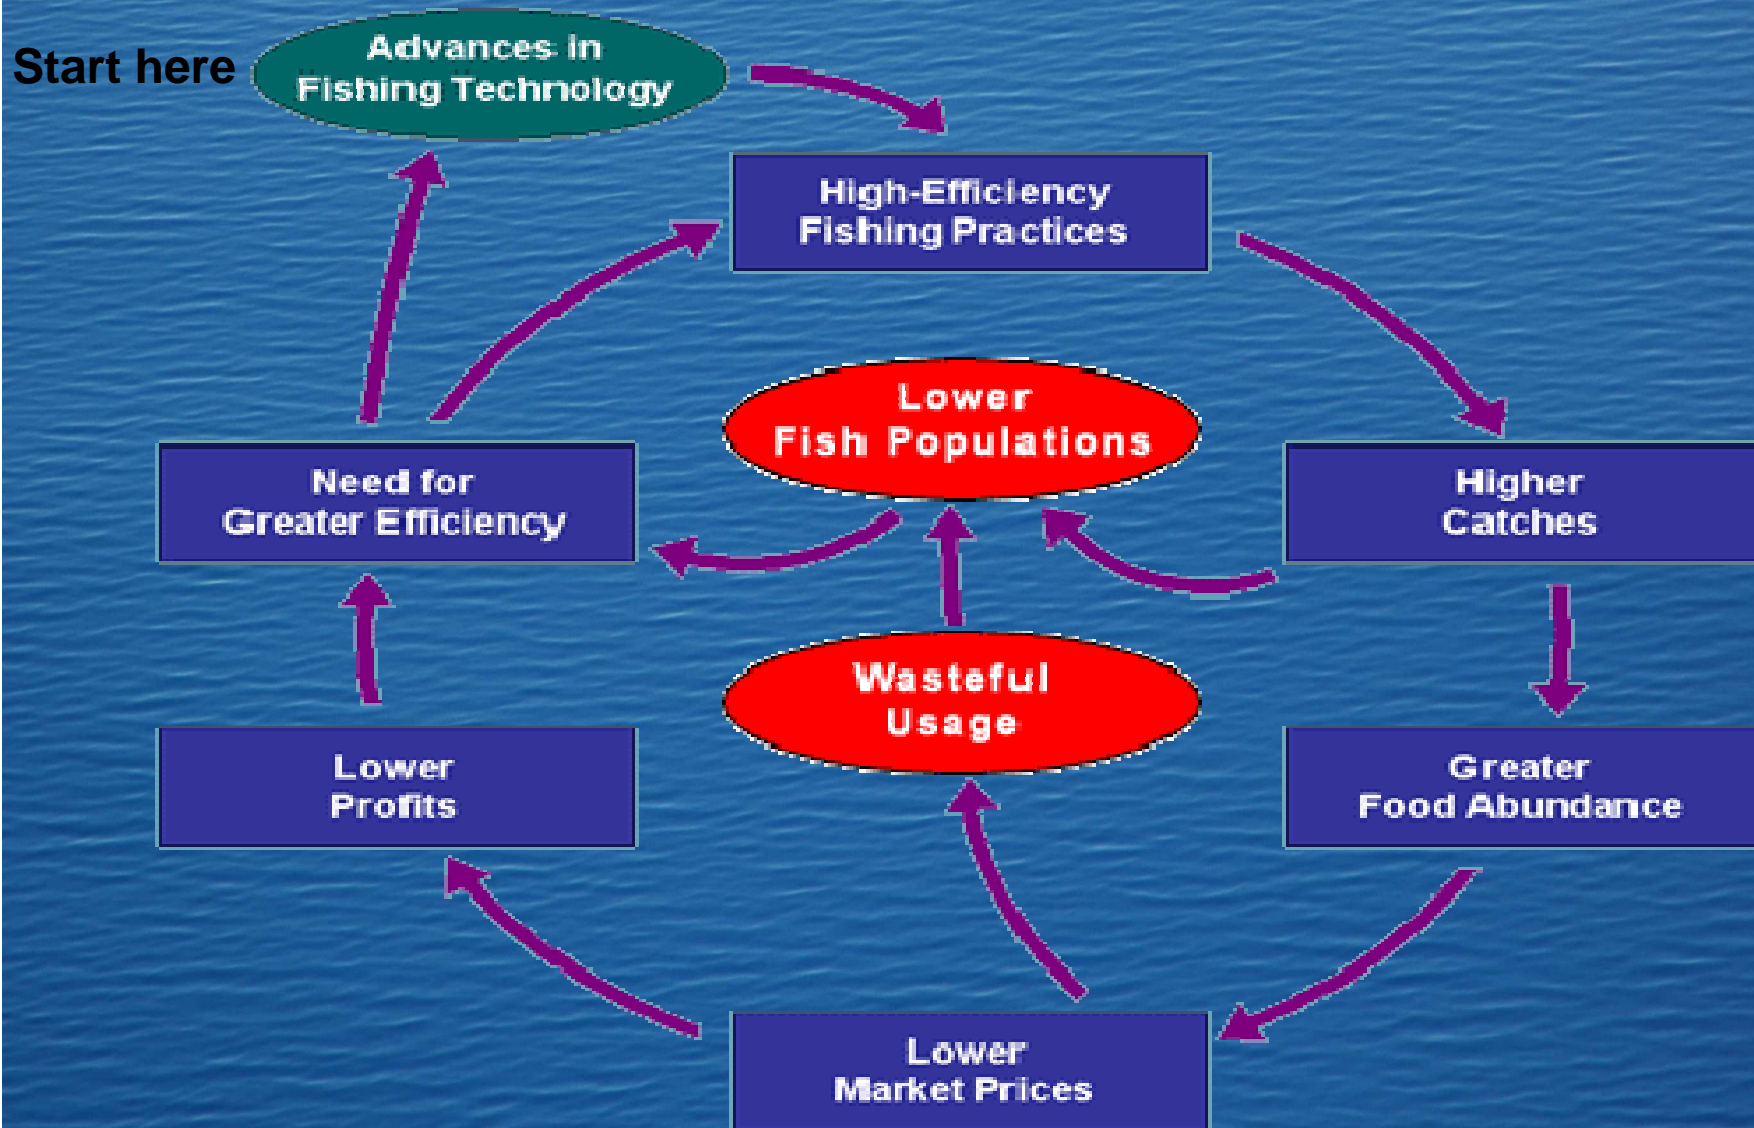 Start here
Advances in
Fishing Technology
High-Efficiency
Fishing Practices
Lower
Fish Populations
Need for
Greater Efficiency
Higher
Catches
Wasteful
Usage
Lower
Profits
Greater
Food Abundance
Lower
Market Prices